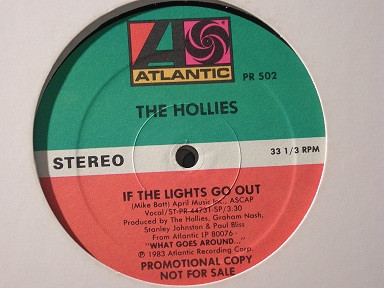 ATLANTIC
PR 502
THE HOLLIES
STEREO
33 1/3 RPM
IF THE LIGHTS GO OUT
(Mike Batt) April Music Inc., ASCAP
Vocal/ST-PR-44731-SP/3:30
Produced by The Hollies, Graham Nash,
Stanley Johnston & Paul Bliss
From Atlantic LP 80076-
"WHAT GOES AROUND..."
℗ 1983 Atlantic Recording Corp.
PROMOTIONAL COPY
NOT FOR SALE